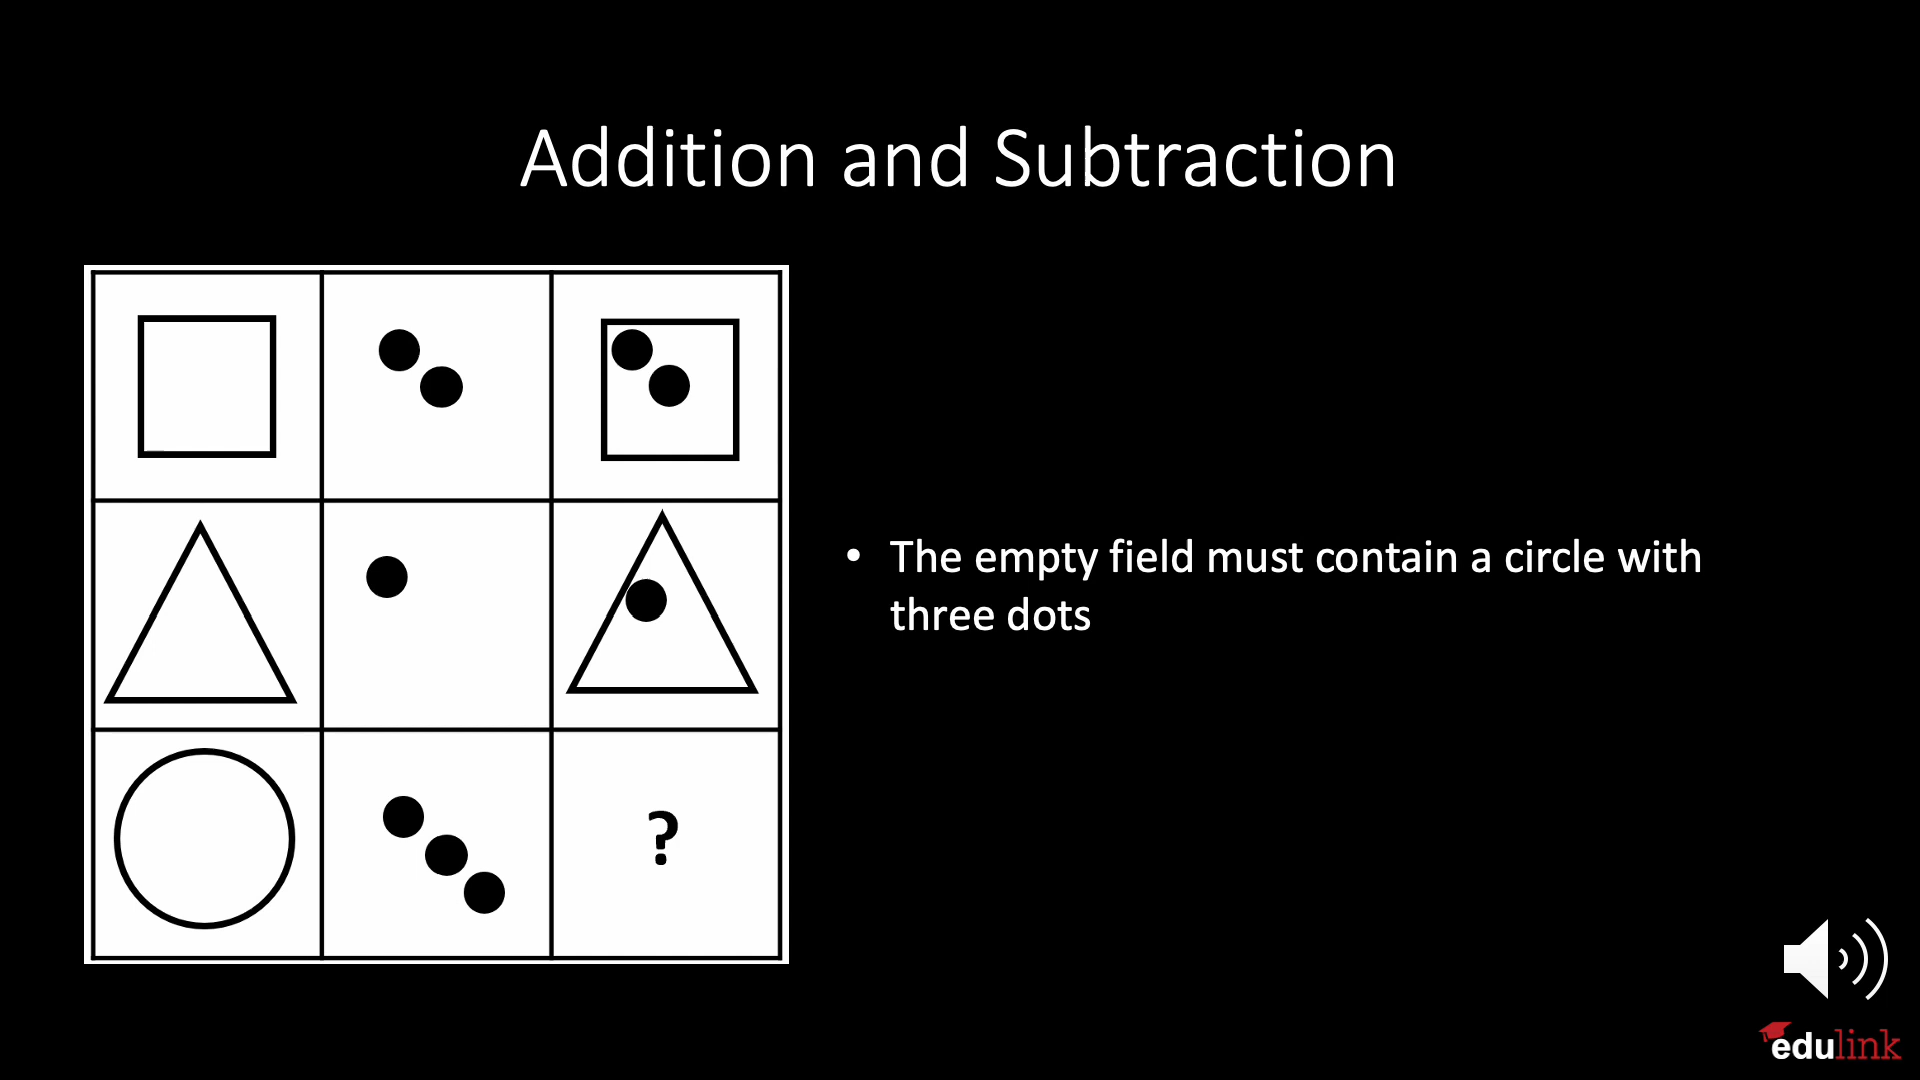 Addition and Subtraction
?
• The empty field must contain a circle with
three dots
edulink